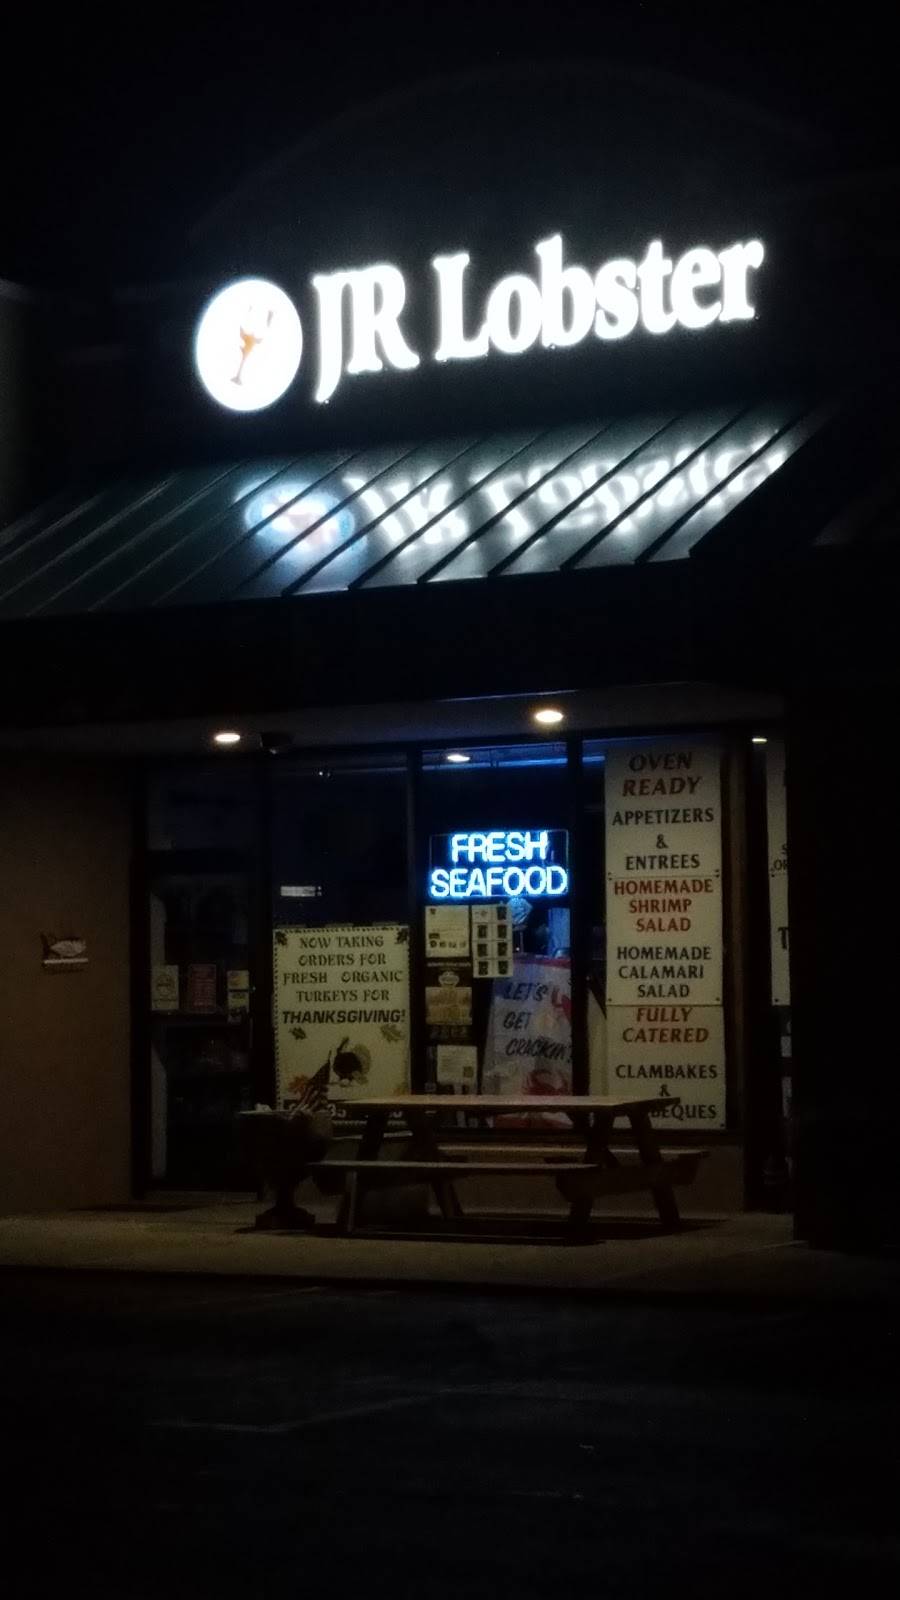 JR Lobster
FRESH
SEAFOOD
NOW TAKING
ORDERS FOR
FRESH ORGANIC
TURKEYS FOR
THANKSGIVING!
LET'S
GET
CRACKIN'
OVEN
READY
APPETIZERS
&
ENTREES
HOMEMADE
SHRIMP
SALAD
HOMEMADE
CALAMARI
SALAD
FULLY
CATERED
CLAMBAKES
&